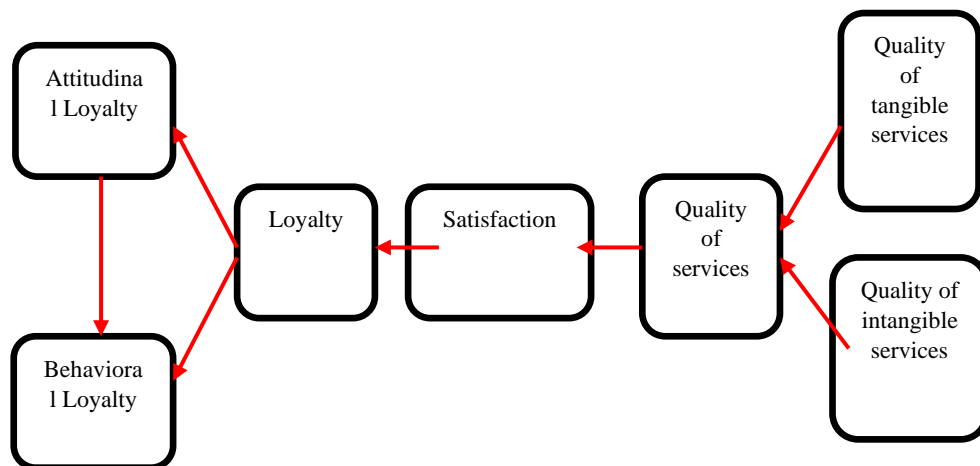 Attitudina
l Loyalty
Behaviora
l Loyalty
Loyalty
Satisfaction
Quality
of
services
Quality
of
tangible
services
Quality of
intangible
services